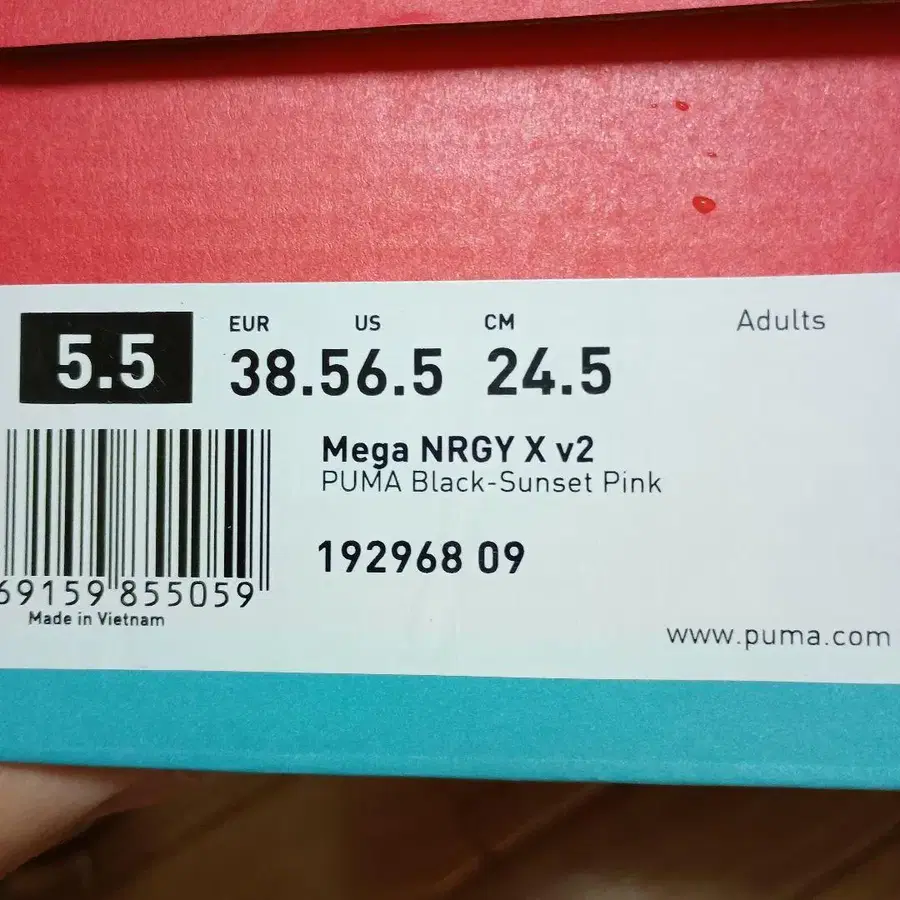 5.5
EUR US CM Adults
38.5 6.5 24.5
Mega NRGY X v2
PUMA Black-Sunset Pink
192968 09
69159 855059
Made in Vietnam
www.puma.com